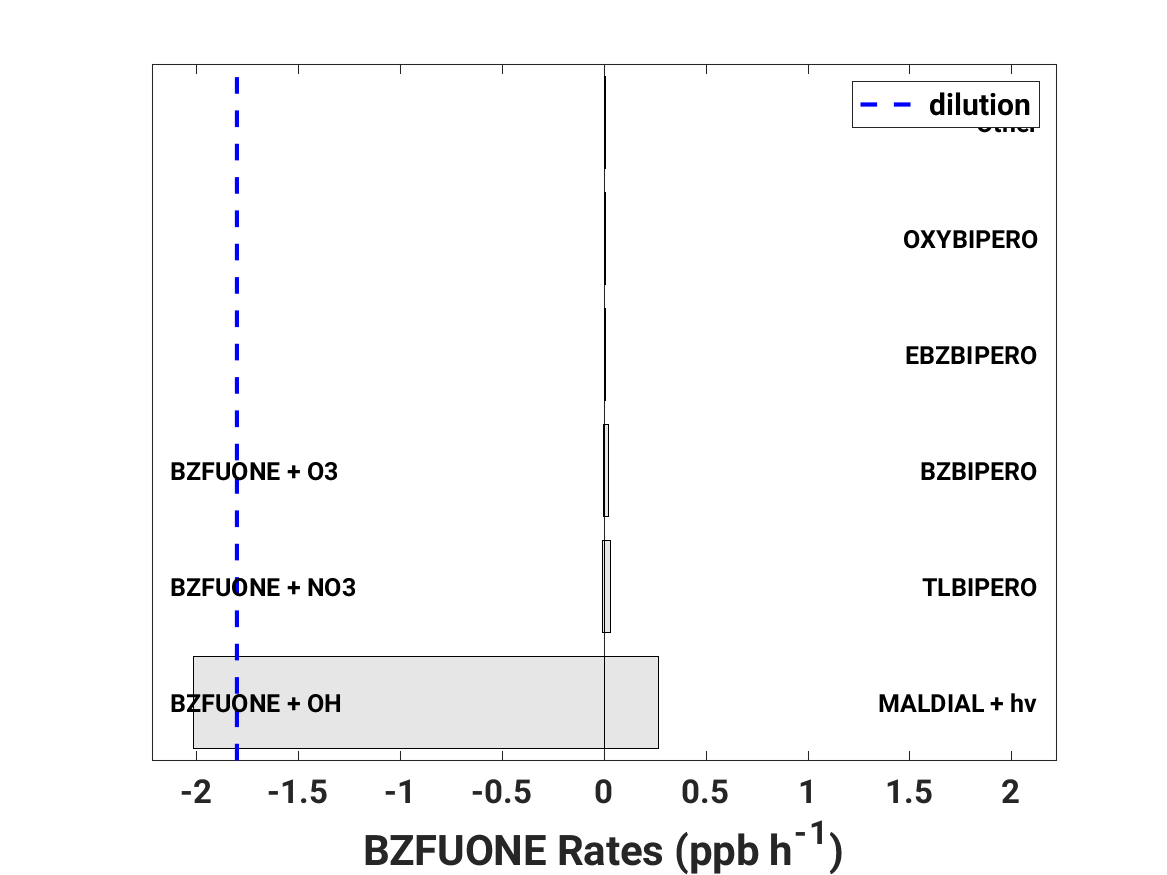 dilution
OXYBIPERO
EBZBIPERO
BZFUONE + O3 BZBIPERO
BZFUONE + NO3 TLBIPERO
BZFUONE + OH MALDIAL + hv
-2 -1.5 -1 -0.5 0 0.5 1 1.5 2
BZFUONE Rates (ppb h-1)